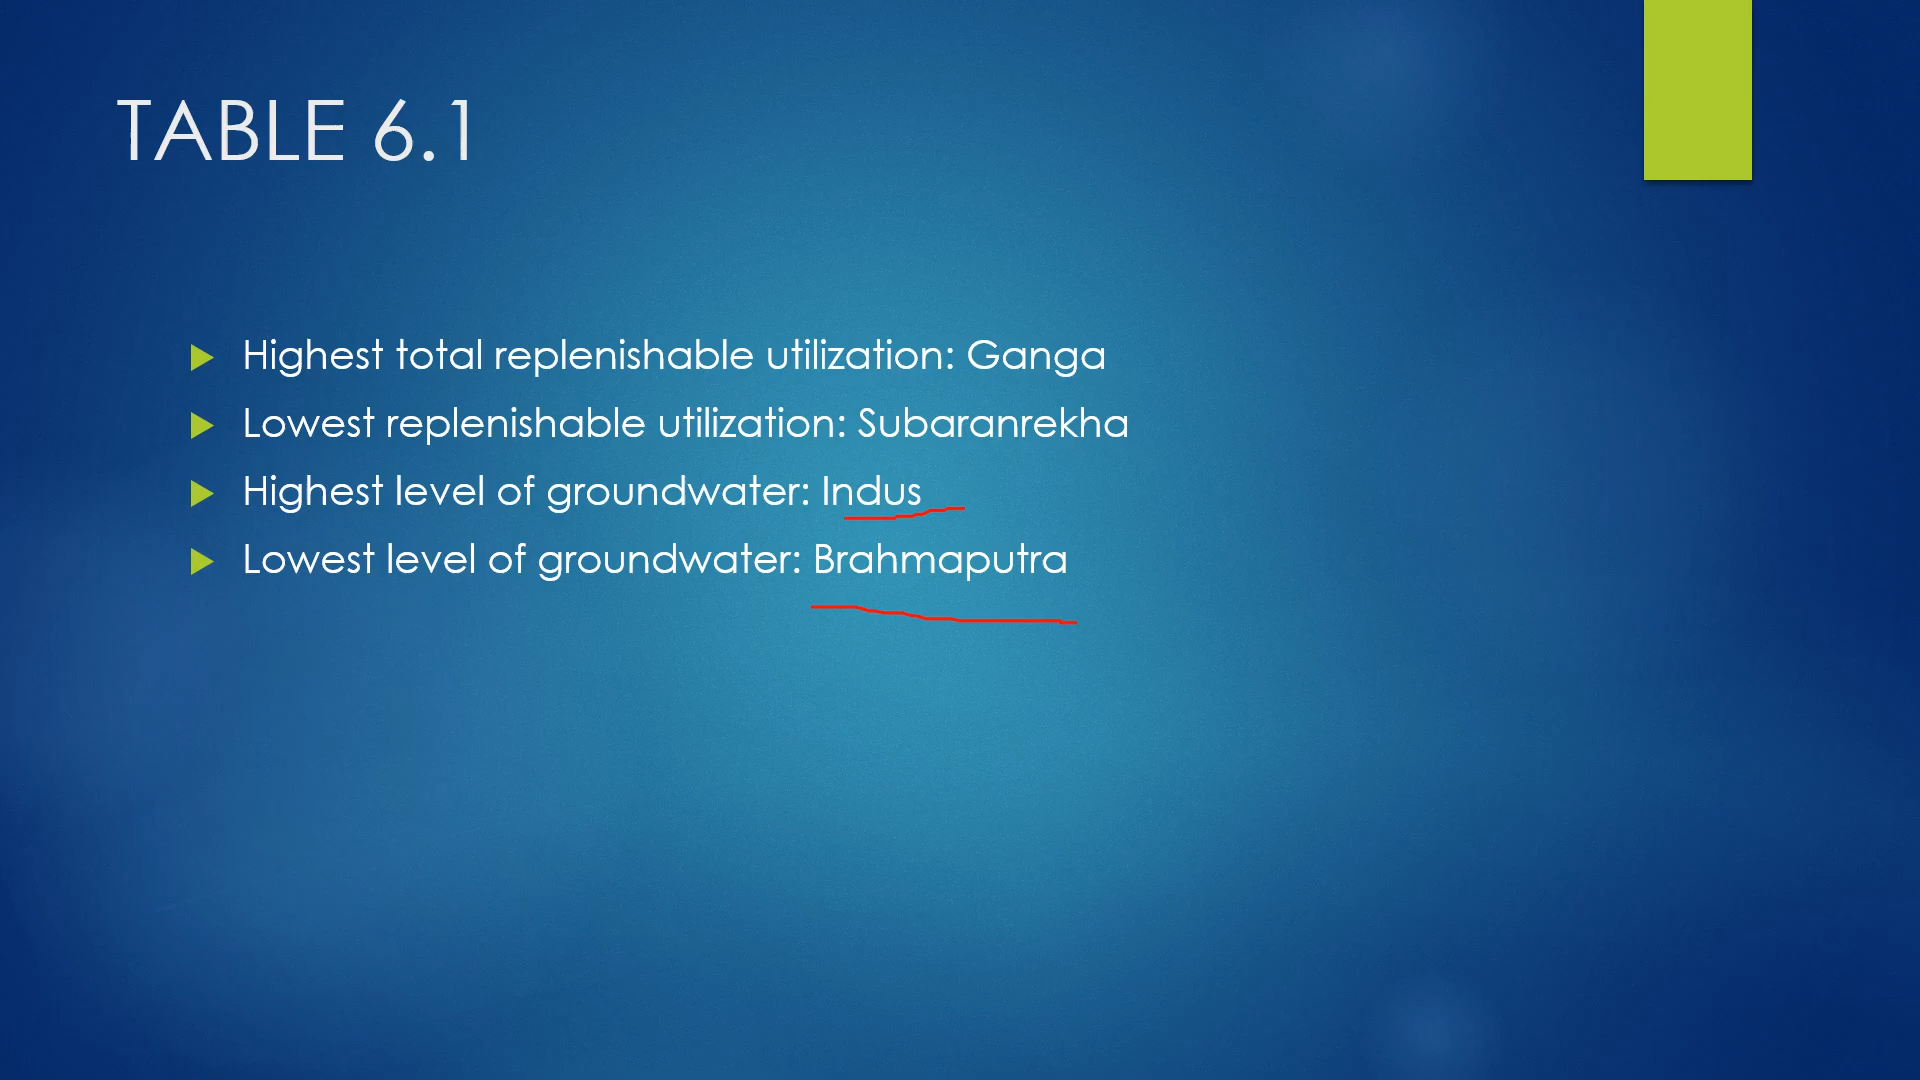 TABLE 6.1
Highest total replenishable utilization: Ganga
Lowest replenishable utilization: Subaranrekha
Highest level of groundwater: Indus
Lowest level of groundwater: Brahmaputra